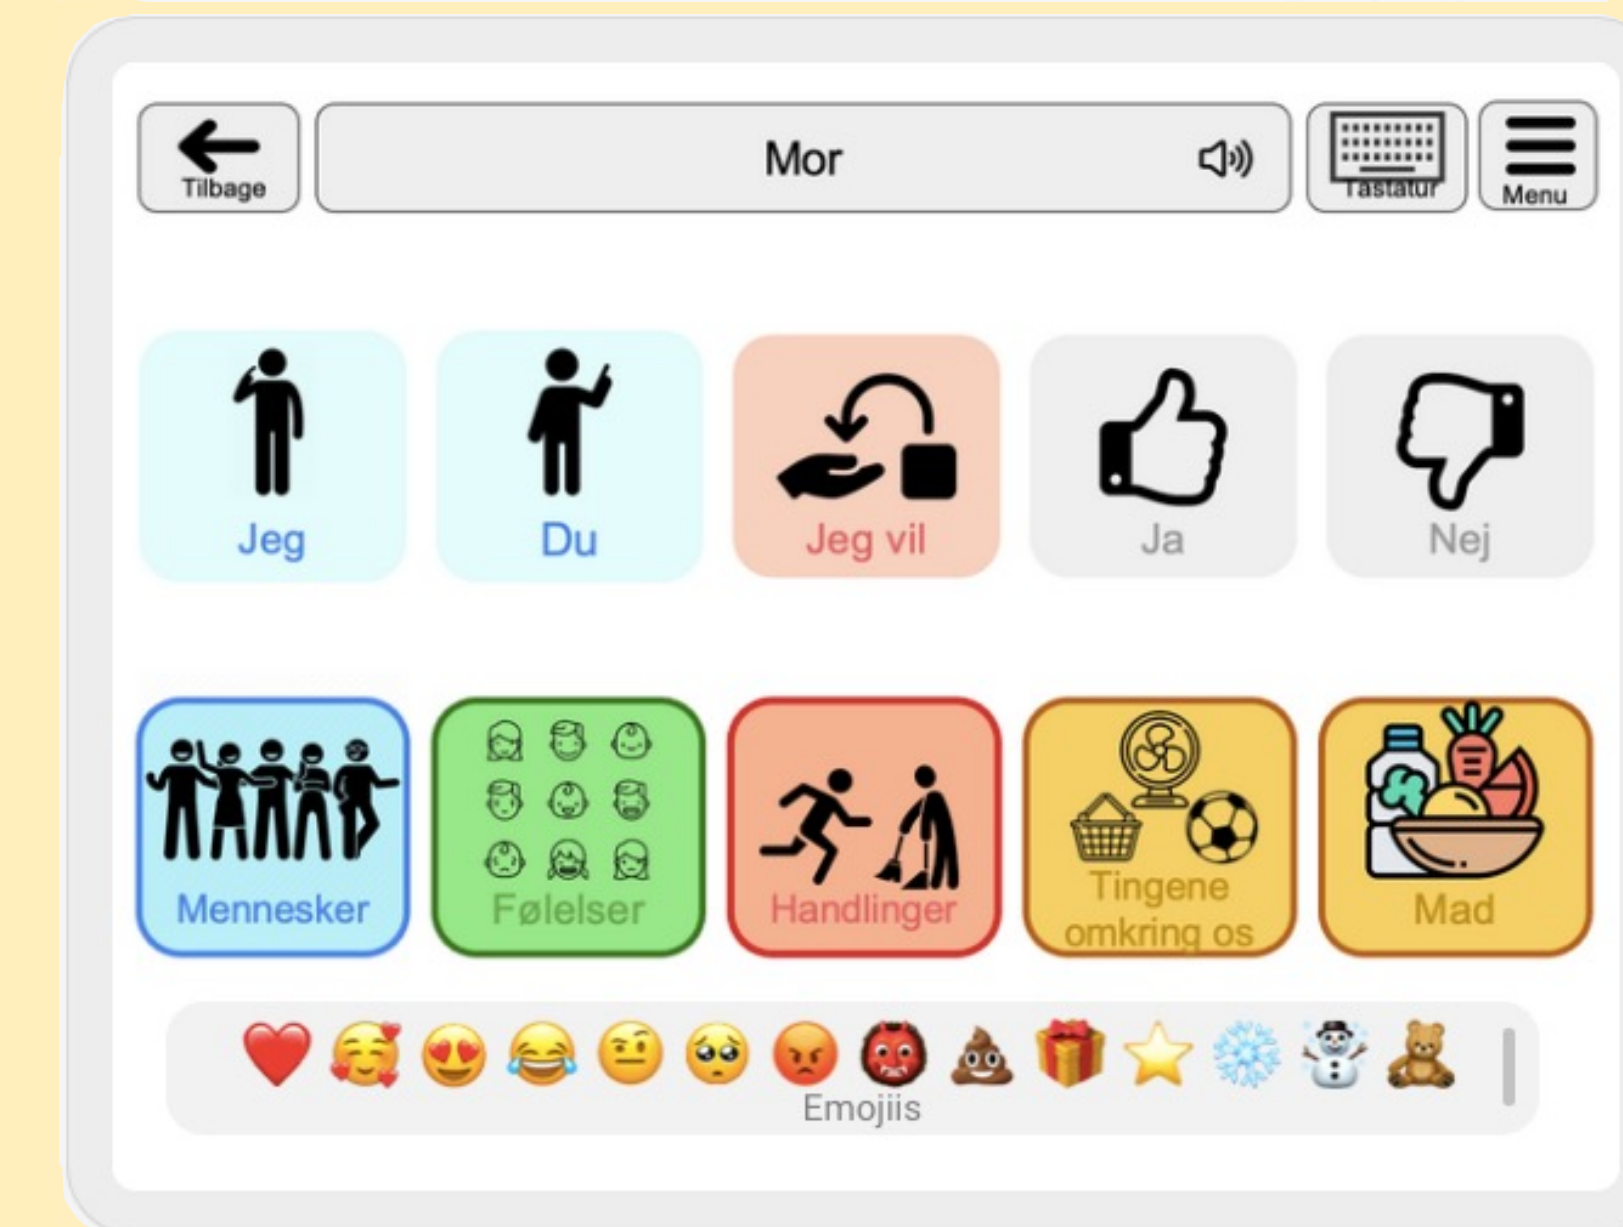 Tilbage
Mor
Tastatur
Menu
Jeg
Du
Jeg vil
Ja
Nej
Mennesker
Følelser
Handlinger
Tingene
omkring os
Mad
Emojiis